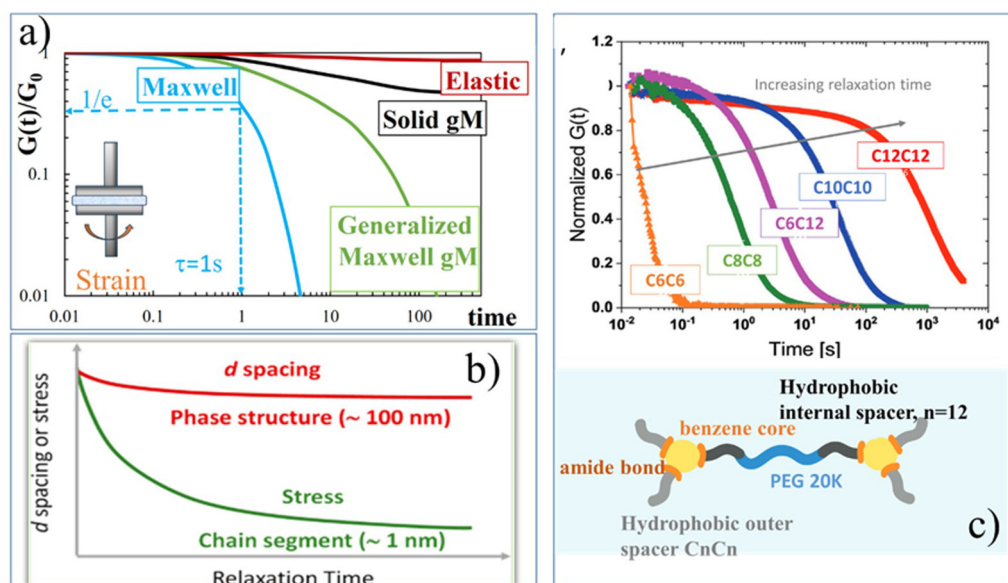 a)
G(t)/G₀
1
0.1
0.01
0.01
0.1
1
10
100
time
1/e
Maxwell
Elastic
Solid gM
Generalized
Maxwell gM
τ=1s
Strain
b)
d spacing or stress
d spacing
Phase structure (~ 100 nm)
Stress
Chain segment (~ 1 nm)
Relaxation Time
Normalized G(t)
1.2
1.0
0.8
0.6
0.4
0.2
0.0
10⁻²
10⁻¹
10⁰
10¹
10²
10³
10⁴
Time [s]
Increasing relaxation time
C12C12
C10C10
C6C12
C8C8
C6C6
Hydrophobic
internal spacer, n=12
benzene core
amide bond
PEG 20K
Hydrophobic outer
spacer CnCn
c)